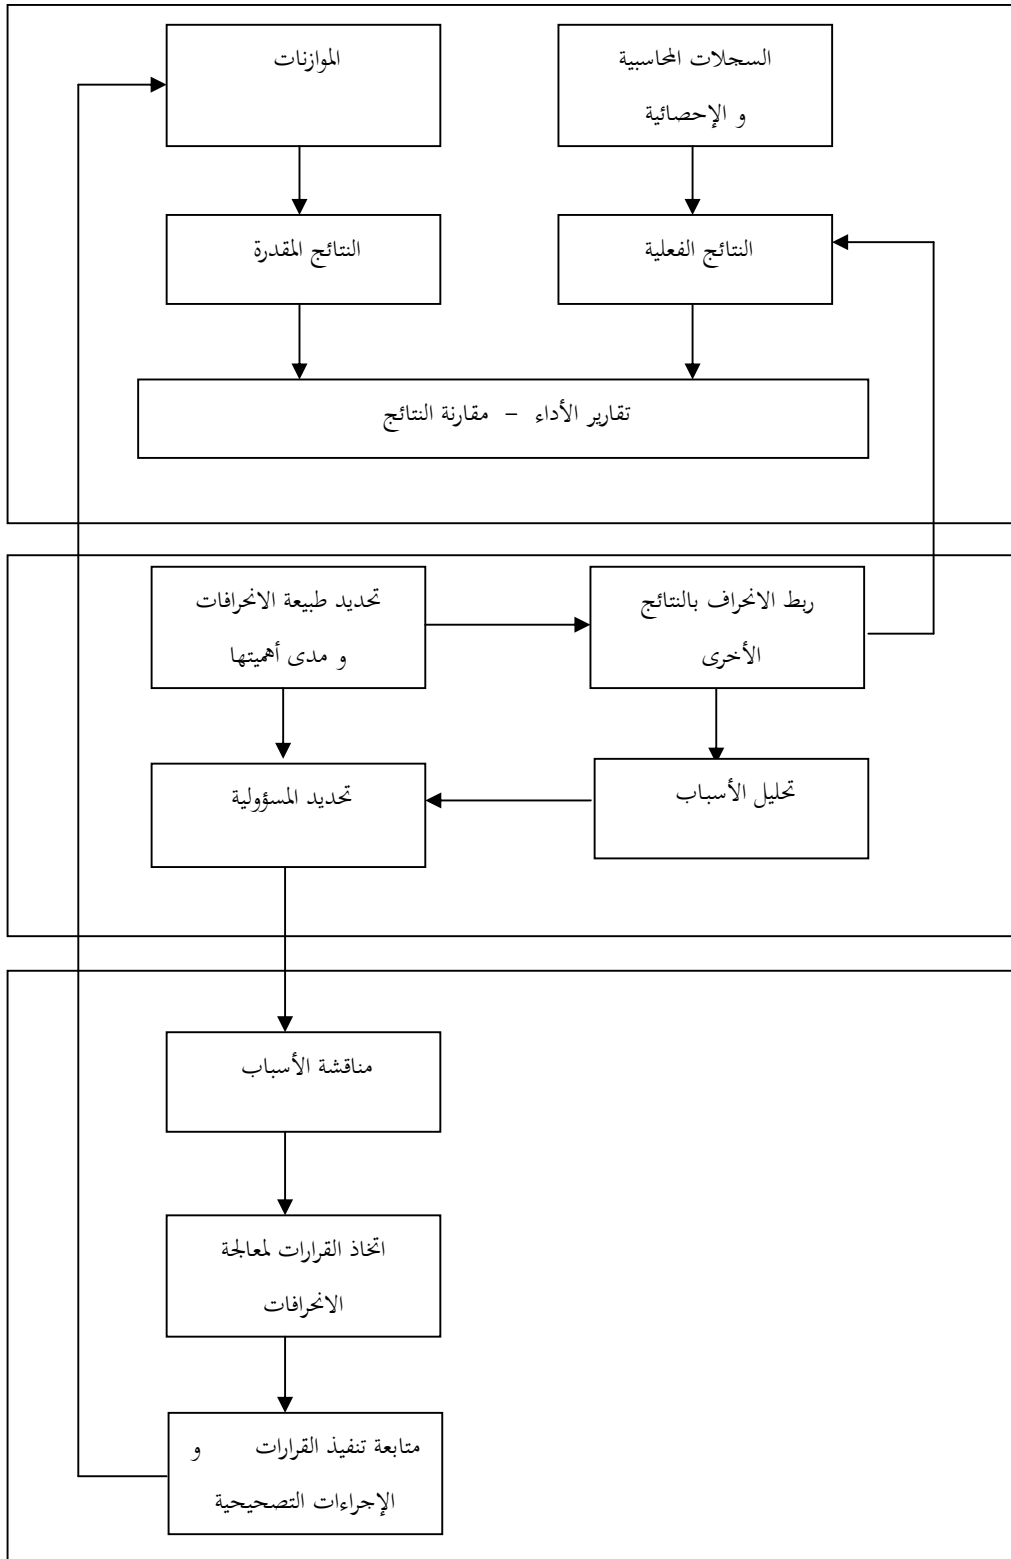 السجلات المحاسبية
و الإحصائية
الموازنات
النتائج الفعلية
النتائج المقدرة
تقارير الأداء – مقارنة النتائج
تحديد طبيعة الانحرافات
و مدى أهميتها
ربط الانحراف بالنتائج
الأخرى
تحليل الأسباب
تحديد المسؤولية
مناقشة الأسباب
اتخاذ القرارات لمعالجة
الانحرافات
متابعة تنفيذ القرارات و
الإجراءات التصحيحية